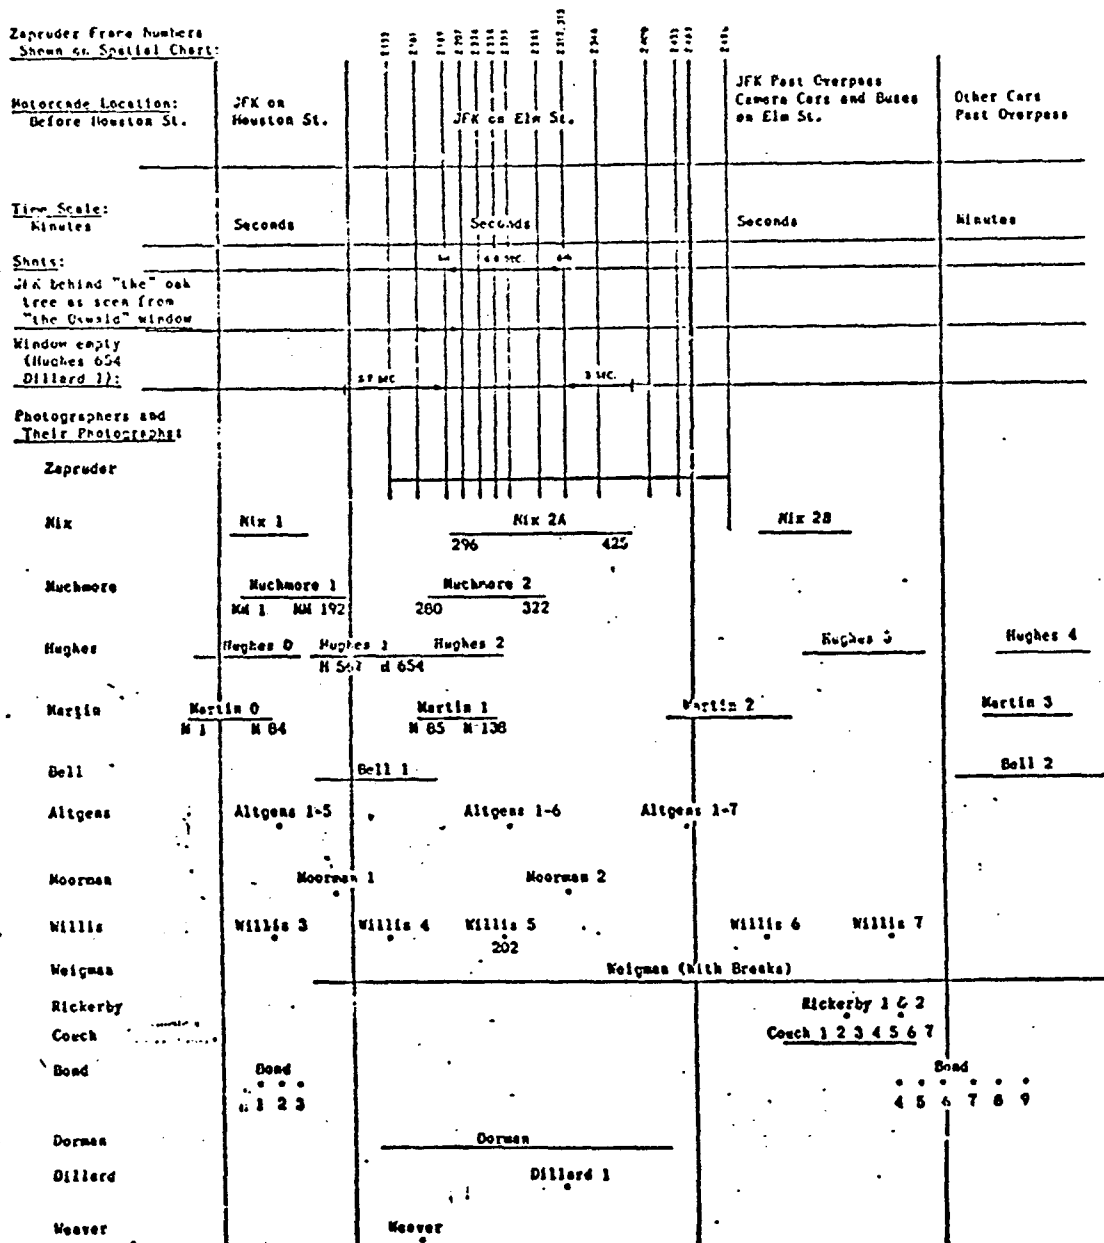 Zapruder Frame Numbers
Shown on Spatial Chart:
Motorcade Location:
Before Houston St.
JFK on
Houston St.
JFK on Elm St.
JFK Past Overpass
Camera Cars and Buses
on Elm St.
Other Cars
Past Overpass
Time Scale:
Minutes
Seconds
Seconds
Seconds
Minutes
Shots:
JFK behind "the" oak
tree as seen from
"the Oswald" window
Window empty
(Hughes 654
Dillard 1):
Photographers and
Their Photographs
Zapruder
Nix
Nix 1
Nix 2A
Nix 2B
296 425
Muchmore
Muchmore 1
Muchmore 2
MM 1 MM 192 280 322
Hughes
Hughes 0
Hughes 1
Hughes 2
Hughes 3
Hughes 4
H 567 H 654
Martin
Martin 0
Martin 1
Martin 2
Martin 3
M 1 M 84 M 85 M 138
Bell
Bell 1
Bell 2
Altgens
Altgens 1-5
Altgens 1-6
Altgens 1-7
Moorman
Moorman 1
Moorman 2
Willis
Willis 3
Willis 4
Willis 5
Willis 6
Willis 7
202
Weigman
Weigman (With Breaks)
Rickerby
Rickerby 1 & 2
Couch
Couch 1 2 3 4 5 6 7
Bond
Bond
Bond
1 2 3
4 5 6 7 8 9
Dorman
Dorman
Dillard
Dillard 1
Weaver
Weaver